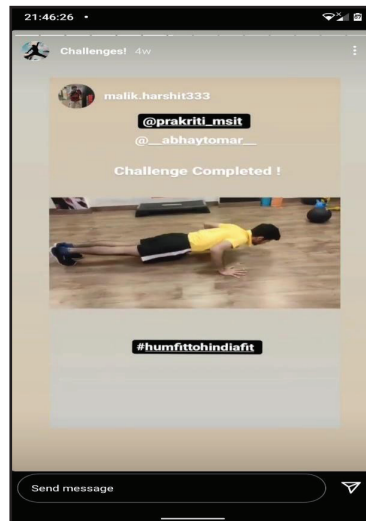 21:46:26 •
Challenges! 4w
malik.harshit333
@prakriti_msit
@__abhaytomar__
Challenge Completed !
#humfittohindiafit
Send message